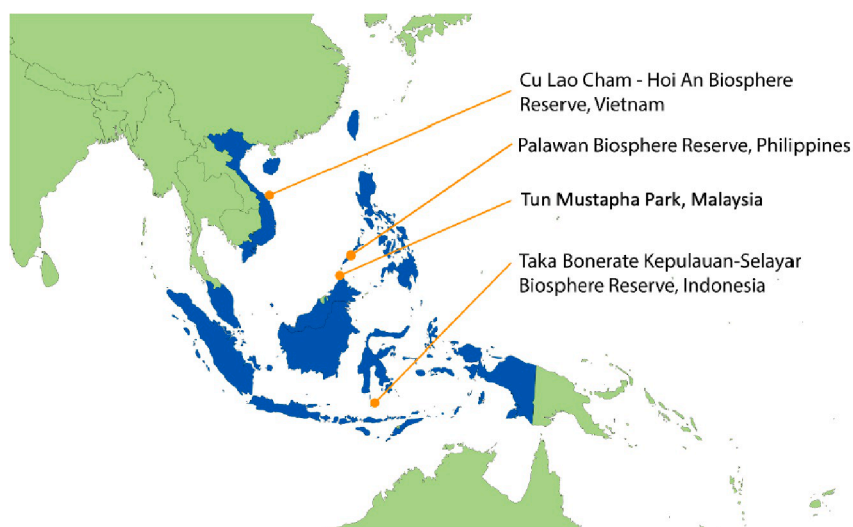 Cu Lao Cham - Hoi An Biosphere
Reserve, Vietnam
Palawan Biosphere Reserve, Philippines
Tun Mustapha Park, Malaysia
Taka Bonerate Kepulauan-Selayar
Biosphere Reserve, Indonesia